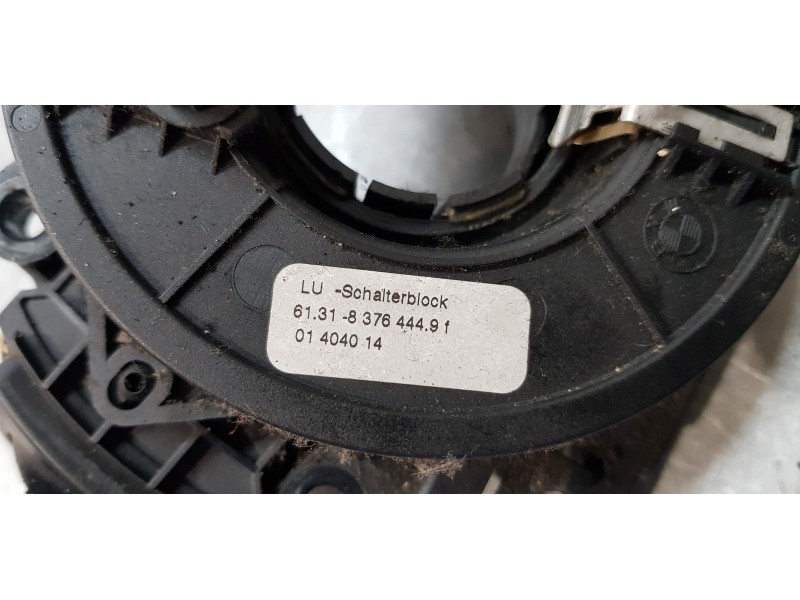 LU -Schalterblock
61.31 -8 376 444.9 f
01 4040 14